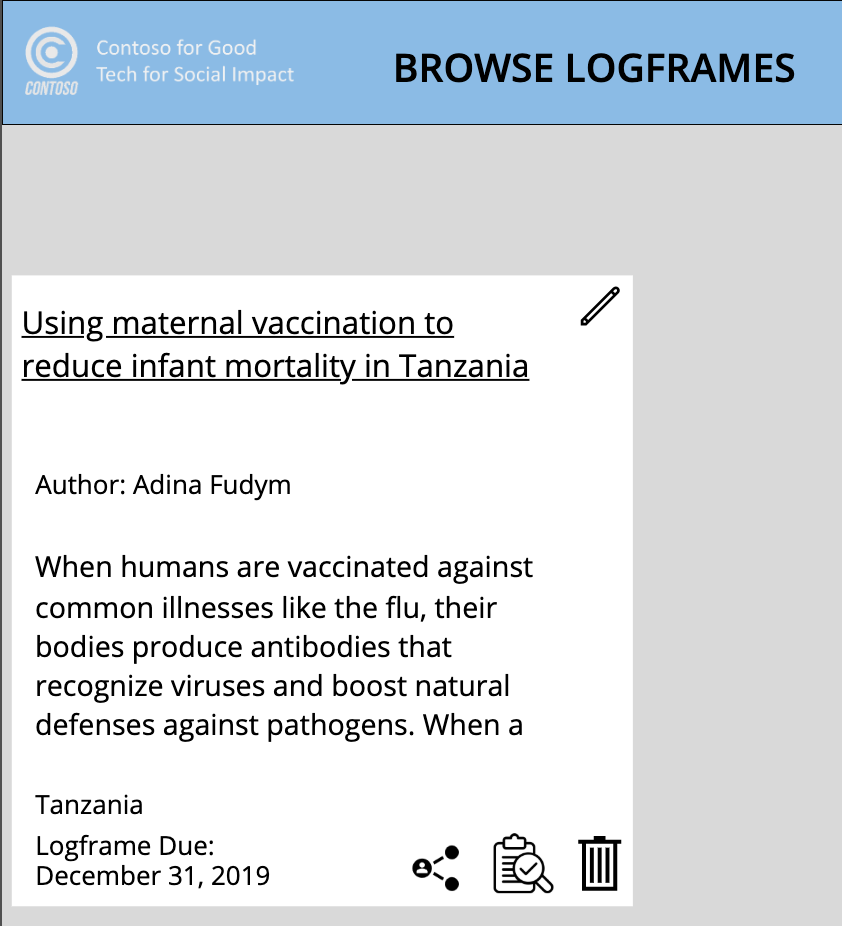 Contoso for Good
Tech for Social Impact
CONTOSO
BROWSE LOGFRAMES
Using maternal vaccination to
reduce infant mortality in Tanzania
Author: Adina Fudym
When humans are vaccinated against
common illnesses like the flu, their
bodies produce antibodies that
recognize viruses and boost natural
defenses against pathogens. When a
Tanzania
Logframe Due:
December 31, 2019